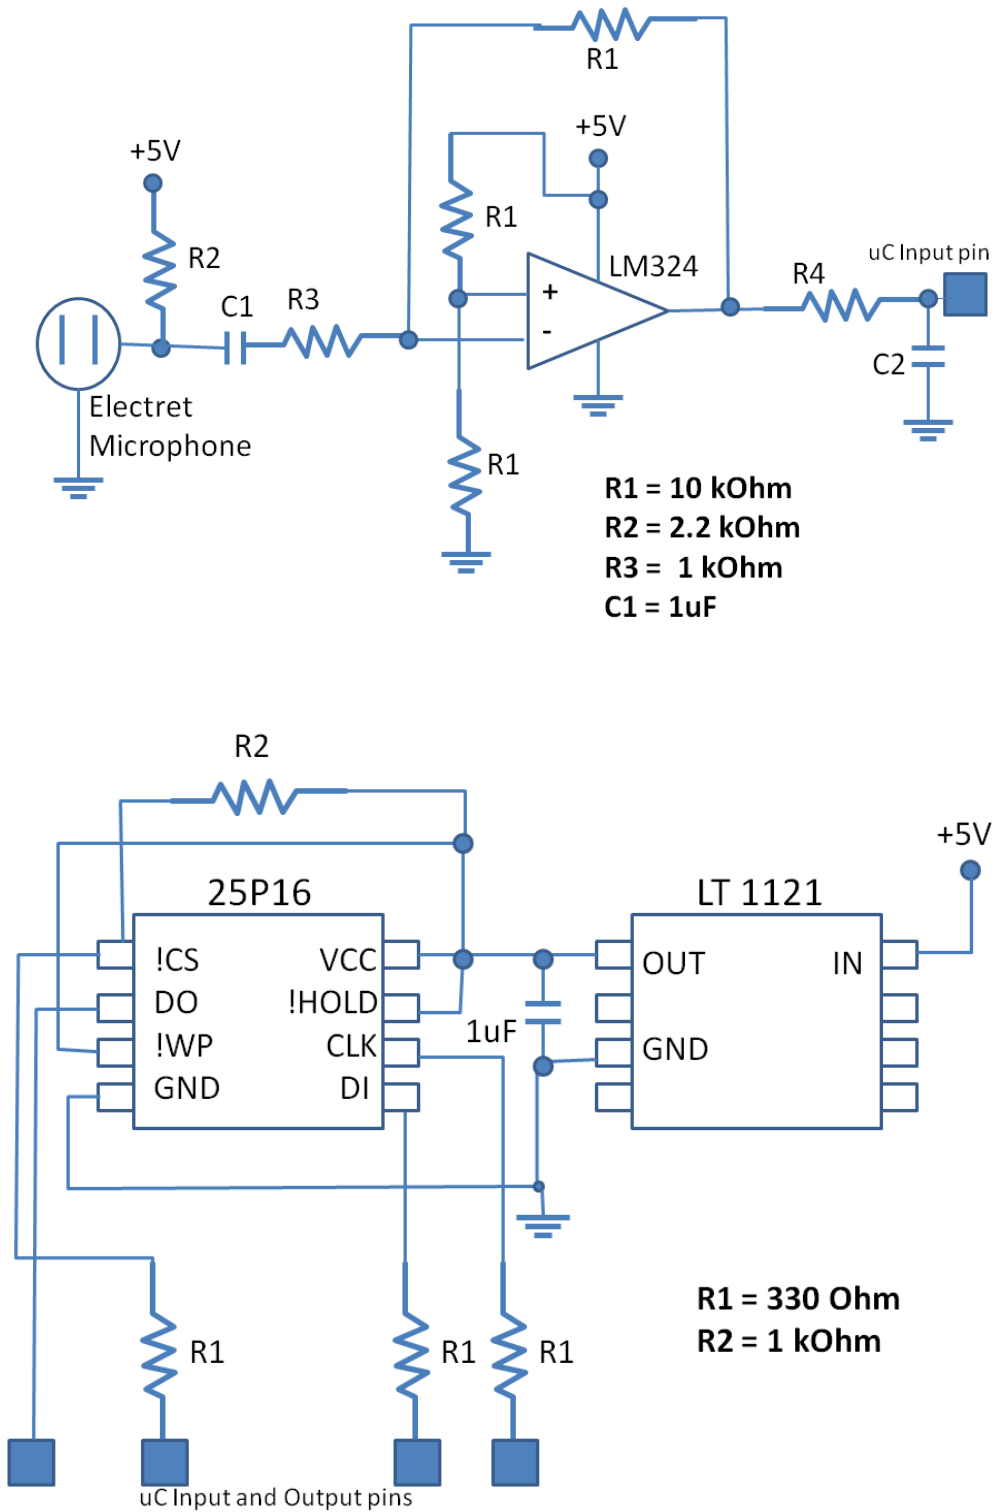 R1
+5V
+5V
R1
R2
LM324
uC Input pin
R4
C1
R3
+
-
C2
Electret
Microphone
R1
R1 = 10 kOhm
R2 = 2.2 kOhm
R3 =  1 kOhm
C1 = 1uF
R2
+5V
25P16
LT 1121
!CS
VCC
OUT
IN
DO
!HOLD
1uF
!WP
CLK
GND
GND
DI
R1 = 330 Ohm
R2 = 1 kOhm
R1
R1
R1
uC Input and Output pins